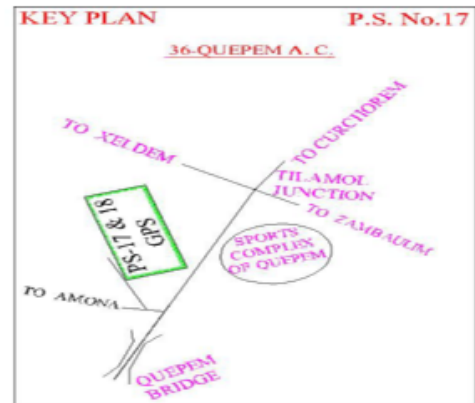 KEY PLAN
P.S. No.17
36-QUEPEM A. C.
TO XELDEM
TO CURCHOREM
TILAMOL
JUNCTION
TO ZAMBAULIM
PS-17 & 18
GPS
SPORTS
COMPLEX
OF QUEPEM
TO AMONA
QUEPEM
BRIDGE